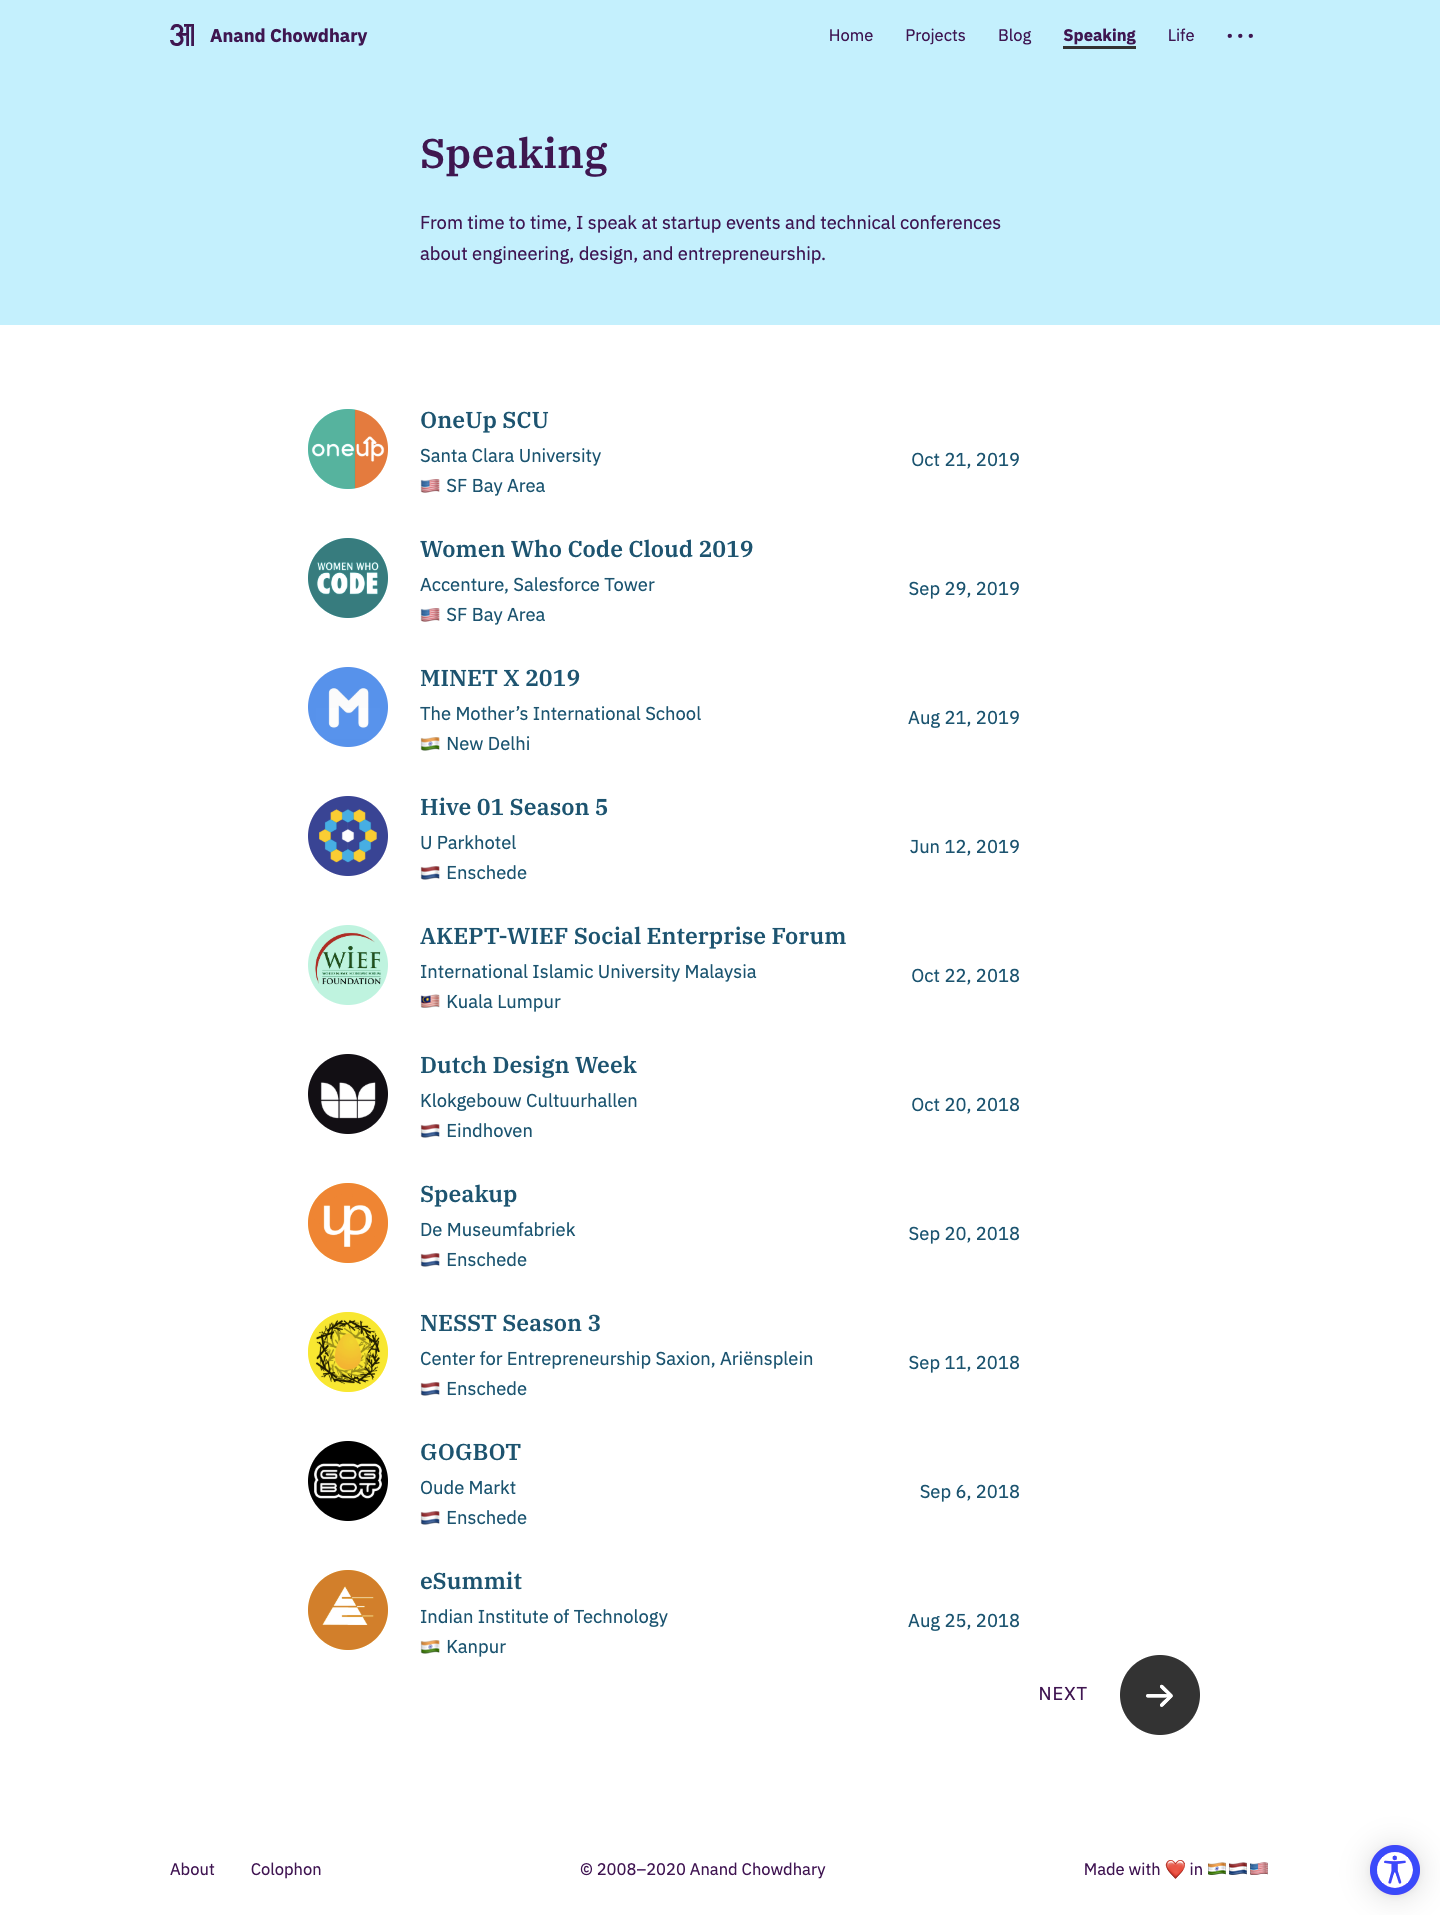 आ Anand Chowdhary
Home Projects Blog Speaking Life •••
Speaking
From time to time, I speak at startup events and technical conferences
about engineering, design, and entrepreneurship.
oneup
OneUp SCU
Santa Clara University
🇺🇸 SF Bay Area
Oct 21, 2019
WOMEN WHO
CODE
Women Who Code Cloud 2019
Accenture, Salesforce Tower
🇺🇸 SF Bay Area
Sep 29, 2019
M
MINET X 2019
The Mother’s International School
🇮🇳 New Delhi
Aug 21, 2019
Hive 01 Season 5
U Parkhotel
🇳🇱 Enschede
Jun 12, 2019
WIEF
FOUNDATION
AKEPT-WIEF Social Enterprise Forum
International Islamic University Malaysia
🇲🇾 Kuala Lumpur
Oct 22, 2018
Dutch Design Week
Klokgebouw Cultuurhallen
🇳🇱 Eindhoven
Oct 20, 2018
up
Speakup
De Museumfabriek
🇳🇱 Enschede
Sep 20, 2018
NESST Season 3
Center for Entrepreneurship Saxion, Ariënsplein
🇳🇱 Enschede
Sep 11, 2018
GOG
BOT
GOGBOT
Oude Markt
🇳🇱 Enschede
Sep 6, 2018
eSummit
Indian Institute of Technology
🇮🇳 Kanpur
Aug 25, 2018
NEXT
About Colophon © 2008–2020 Anand Chowdhary Made with ❤️ in 🇮🇳🇳🇱🇺🇸